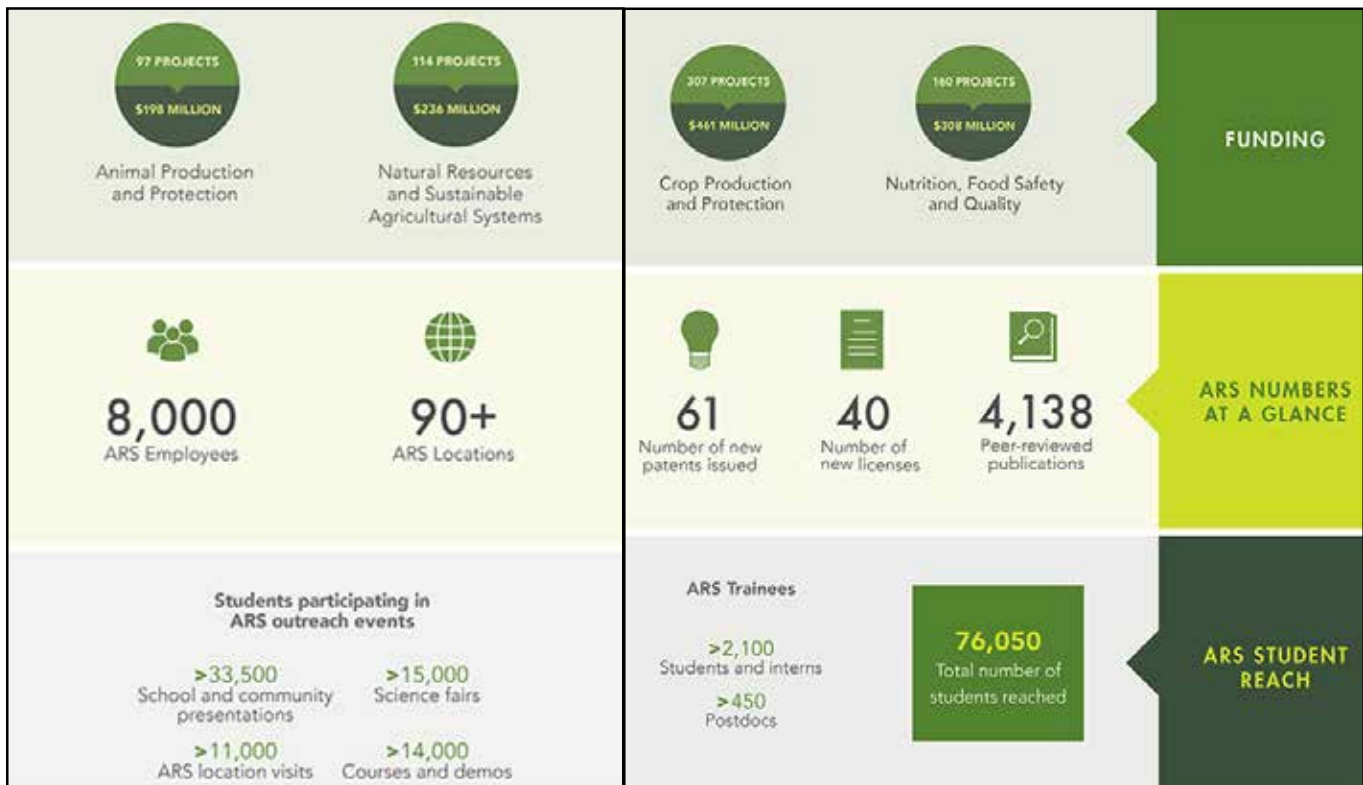 97 PROJECTS
$198 MILLION
Animal Production
and Protection
114 PROJECTS
$236 MILLION
Natural Resources
and Sustainable
Agricultural Systems
307 PROJECTS
$461 MILLION
Crop Production
and Protection
160 PROJECTS
$308 MILLION
Nutrition, Food Safety
and Quality
FUNDING
8,000
ARS Employees
90+
ARS Locations
61
Number of new
patents issued
40
Number of
new licenses
4,138
Peer-reviewed
publications
ARS NUMBERS
AT A GLANCE
Students participating in
ARS outreach events
>33,500
School and community
presentations
>15,000
Science fairs
>11,000
ARS location visits
>14,000
Courses and demos
ARS Trainees
>2,100
Students and interns
>450
Postdocs
76,050
Total number of
students reached
ARS STUDENT
REACH